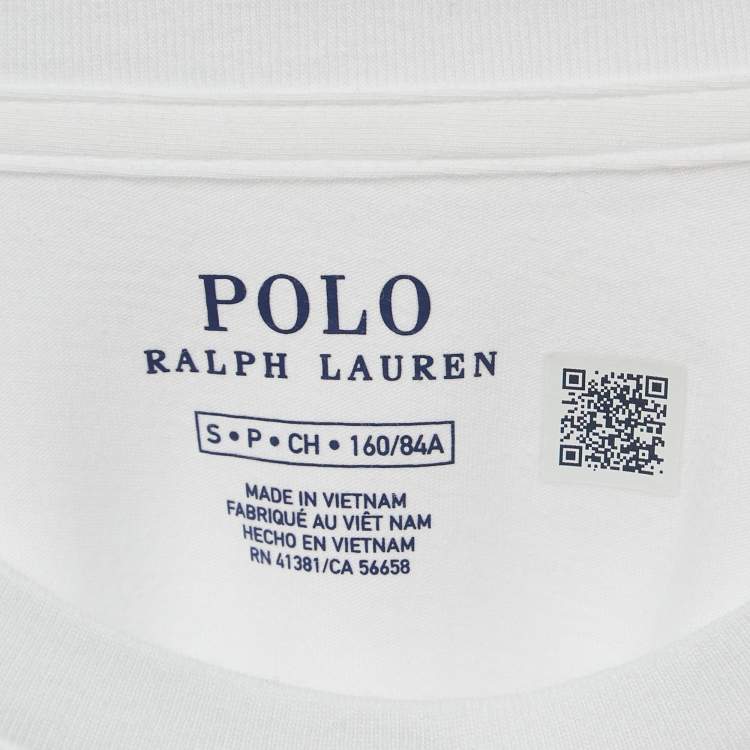 POLO
RALPH LAUREN
S • P • CH • 160/84A
MADE IN VIETNAM
FABRIQUÉ AU VIÊT NAM
HECHO EN VIETNAM
RN 41381/CA 56658